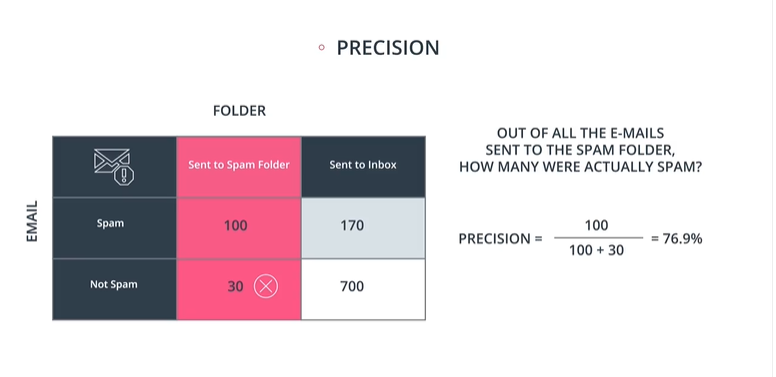 PRECISION
FOLDER
EMAIL
Sent to Spam Folder
Sent to Inbox
Spam
100
170
Not Spam
30
700
OUT OF ALL THE E-MAILS
SENT TO THE SPAM FOLDER,
HOW MANY WERE ACTUALLY SPAM?
PRECISION = 100 / 100 + 30 = 76.9%